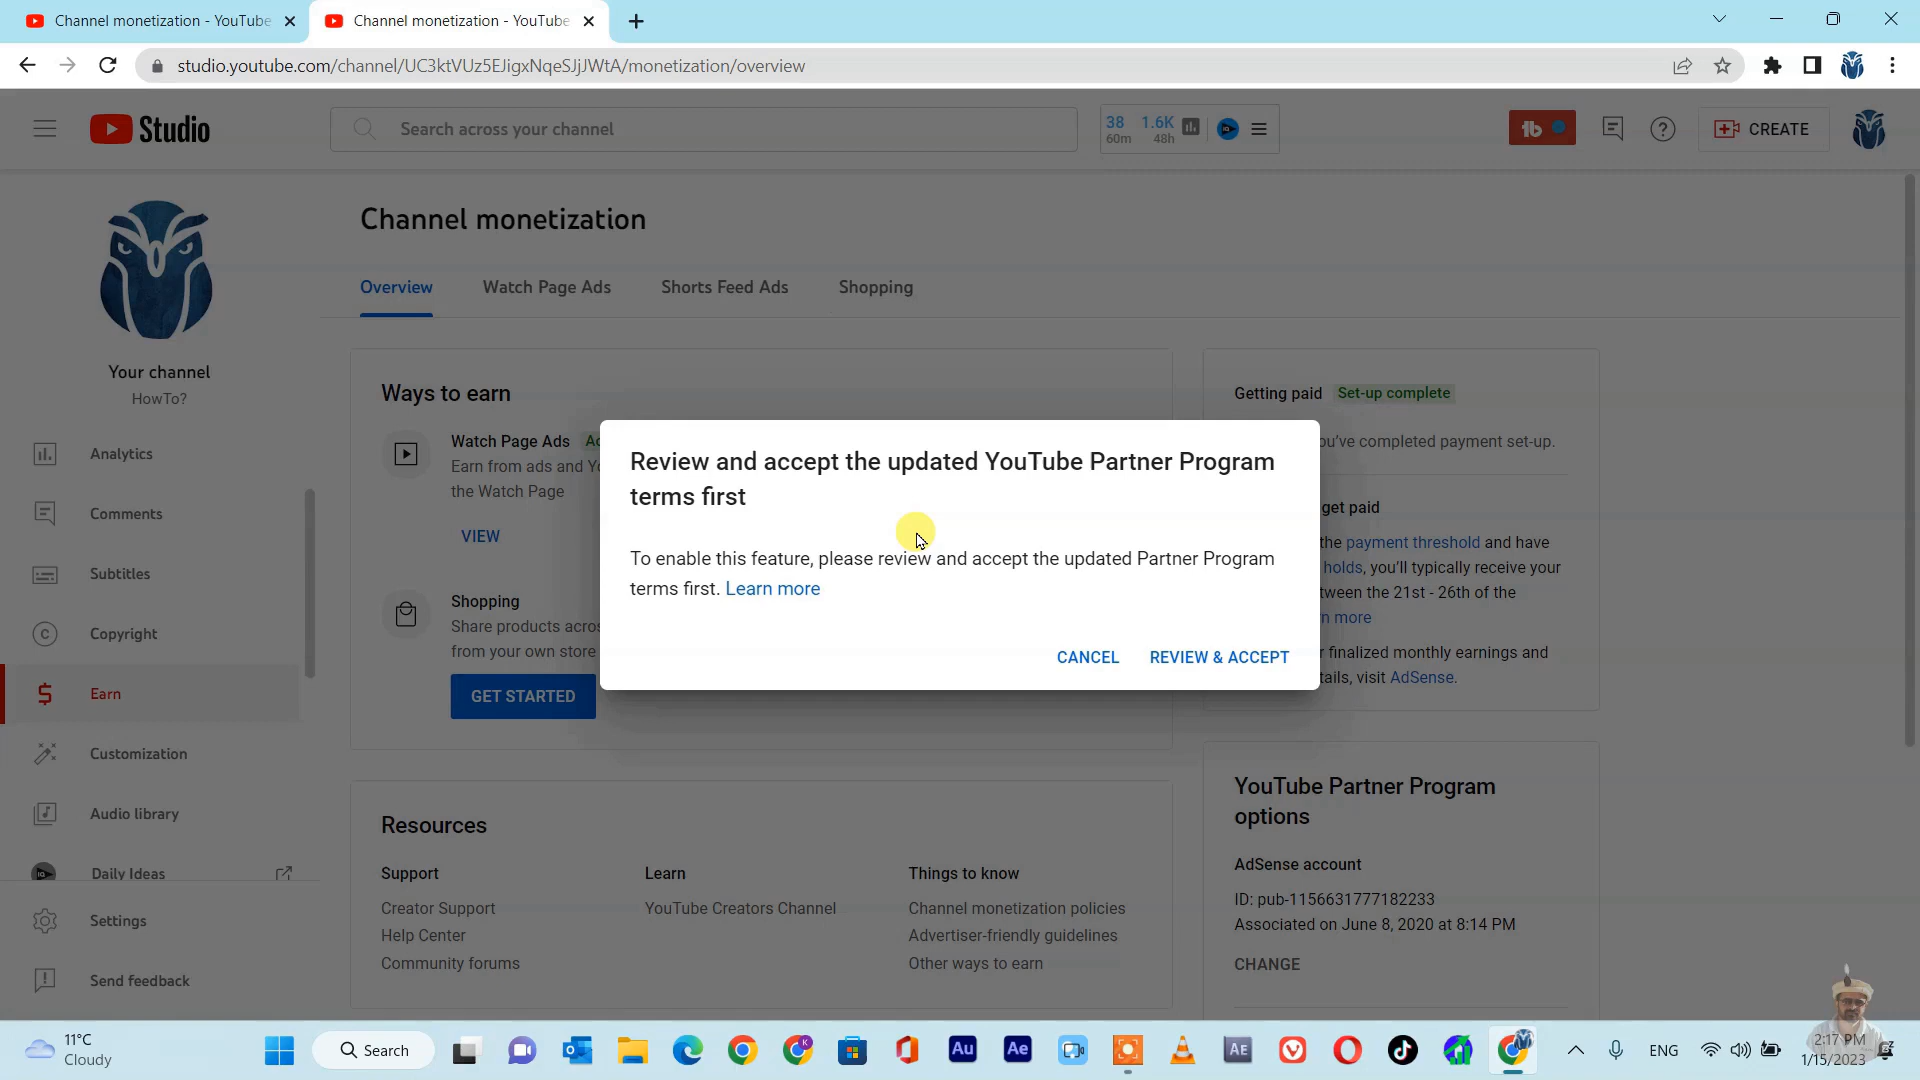 Channel monetization - YouTube
Channel monetization - YouTube
studio.youtube.com/channel/UC3ktVUz5EJigxNqeSJjJWtA/monetization/overview
Studio
Search across your channel
38 1.6K
60m 48h
CREATE
Channel monetization
Overview Watch Page Ads Shorts Feed Ads Shopping
Your channel
HowTo?
Analytics
Comments
Subtitles
Copyright
Earn
Customization
Audio library
Daily Ideas
Settings
Send feedback
Ways to earn
Watch Page Ads
Earn from ads and
the Watch Page
VIEW
Shopping
Share products
from your own store
GET STARTED
Review and accept the updated YouTube Partner Program
terms first
To enable this feature, please review and accept the updated Partner Program
terms first. Learn more
CANCEL REVIEW & ACCEPT
Getting paid Set-up complete
you've completed payment set-up.
get paid
the payment threshold and have
holds, you'll typically receive your
21st - 26th of the
more
finalized monthly earnings and
visit AdSense.
Resources
Support
Creator Support
Help Center
Community forums
Learn
YouTube Creators Channel
Things to know
Channel monetization policies
Advertiser-friendly guidelines
Other ways to earn
YouTube Partner Program
options
AdSense account
ID: pub-1156631777182233
Associated on June 8, 2020 at 8:14 PM
CHANGE
11°C
Cloudy
Search
Au
Ae
AE
ENG
2:17 PM
1/15/2023